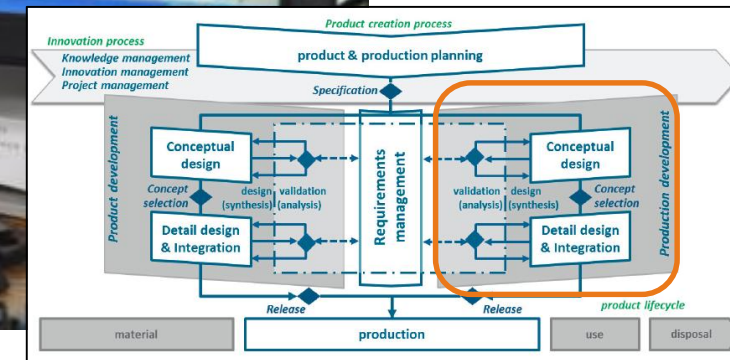 Product creation process
Innovation process
Knowledge management
Innovation management
Project management
product & production planning
Specification
Product development
Conceptual
design
Concept
selection
design
(synthesis)
validation
(analysis)
Detail design
& Integration
Requirements
management
validation
(analysis)
design
(synthesis)
Conceptual
design
Concept
selection
Detail design
& Integration
Production development
Release
Release
product lifecycle
material
production
use
disposal